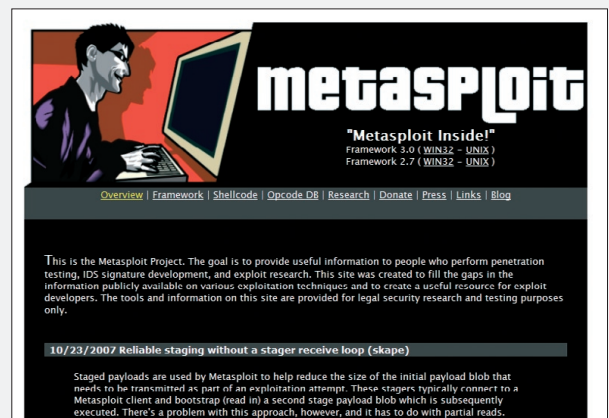 metasploit
"Metasploit Inside!"
Framework 3.0 ( WIN32 – UNIX )
Framework 2.7 ( WIN32 – UNIX )
Overview | Framework | Shellcode | Opcode DB | Research | Donate | Press | Links | Blog
This is the Metasploit Project. The goal is to provide useful information to people who perform penetration
testing, IDS signature development, and exploit research. This site was created to fill the gaps in the
information publicly available on various exploitation techniques and to create a useful resource for exploit
developers. The tools and information on this site are provided for legal security research and testing purposes
only.
10/23/2007 Reliable staging without a stager receive loop (skape)
Staged payloads are used by Metasploit to help reduce the size of the initial payload blob that
needs to be transmitted as part of an exploitation attempt. These stagers typically connect to a
Metasploit client and bootstrap (read in) a second stage payload blob which is subsequently
executed. There's a problem with this approach, however, and it has to do with partial reads.